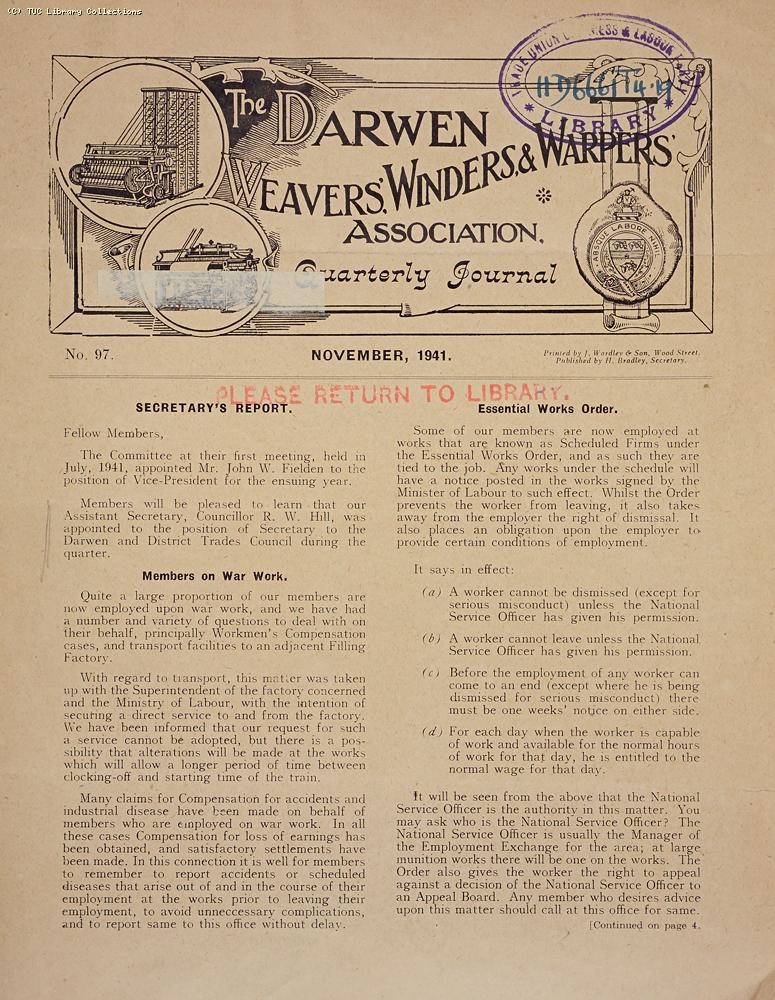 (C) TUC Library Collections
TRADE UNION CONGRESS & LABOUR PARTY
HD6661/T4.19
LIBRARY
The DARWEN
WEAVERS', WINDERS, & WARPERS'
ASSOCIATION.
Quarterly Journal
ABSQUE LABORE NIHIL
No. 97.
NOVEMBER, 1941.
Printed by J. Wardley & Son, Wood Street.
Published by H. Bradley, Secretary.
PLEASE RETURN TO LIBRARY.
SECRETARY'S REPORT.
Fellow Members,
The Committee at their first meeting, held in
July, 1941, appointed Mr. John W. Fielden to the
position of Vice-President for the ensuing year.
Members will be pleased to learn that our
Assistant Secretary, Councillor R. W. Hill, was
appointed to the position of Secretary to the
Darwen and District Trades Council during the
quarter.
Members on War Work.
Quite a large proportion of our members are
now employed upon war work, and we have had
a number and variety of questions to deal with on
their behalf, principally Workmen's Compensation
cases, and transport facilities to an adjacent Filling
Factory.
With regard to transport, this matter was taken
up with the Superintendent of the factory concerned
and the Ministry of Labour, with the intention of
securing a direct service to and from the factory.
We have been informed that our request for such
a service cannot be adopted, but there is a pos-
sibility that alterations will be made at the works
which will allow a longer period of time between
clocking-off and starting time of the train.
Many claims for Compensation for accidents and
industrial disease have been made on behalf of
members who are employed on war work. In all
these cases Compensation for loss of earnings has
been obtained, and satisfactory settlements have
been made. In this connection it is well for members
to remember to report accidents or scheduled
diseases that arise out of and in the course of their
employment at the works prior to leaving their
employment, to avoid unneccessary complications,
and to report same to this office without delay.
Essential Works Order.
Some of our members are now employed at
works that are known as Scheduled Firms under
the Essential Works Order, and as such they are
tied to the job. Any works under the schedule will
have a notice posted in the works signed by the
Minister of Labour to such effect. Whilst the Order
prevents the worker from leaving, it also takes
away from the employer the right of dismissal. It
also places an obligation upon the employer to
provide certain conditions of employment.
It says in effect:
(a) A worker cannot be dismissed (except for
serious misconduct) unless the National
Service Officer has given his permission.
(b) A worker cannot leave unless the National
Service Officer has given his permission.
(c) Before the employment of any worker can
come to an end (except where he is being
dismissed for serious misconduct) there
must be one weeks' notice on either side.
(d) For each day when the worker is capable
of work and available for the normal hours
of work for that day, he is entitled to the
normal wage for that day.
It will be seen from the above that the National
Service Officer is the authority in this matter. You
may ask who is the National Service Officer? The
National Service Officer is usually the Manager of
the Employment Exchange for the area; at large
munition works there will be one on the works. The
Order also gives the worker the right to appeal
against a decision of the National Service Officer to
an Appeal Board. Any member who desires advice
upon this matter should call at this office for same.
[Continued on page 4.